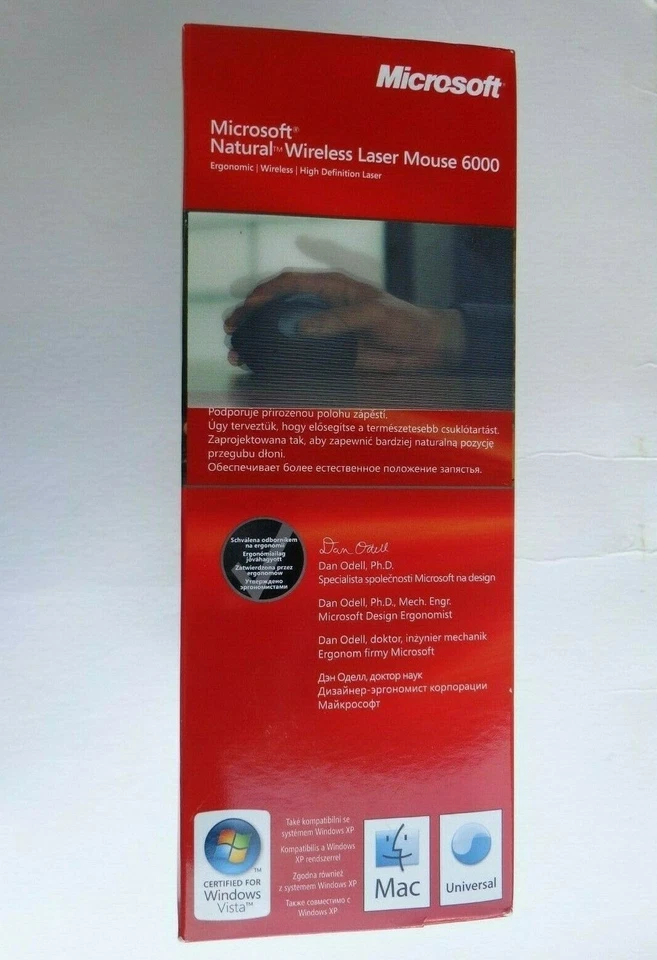 Microsoft
Microsoft®
Natural™ Wireless Laser Mouse 6000
Ergonomic | Wireless | High Definition Laser
Podporuje přirozenou polohu zápěstí.
Úgy terveztük, hogy elősegítse a természetesebb csuklótartást.
Zaprojektowana tak, aby zapewnić bardziej naturalną pozycję
przegubu dłoni.
Обеспечивает более естественное положение запястья.
Schválena odborníkem
na ergonomii
Ergonómiailag
jóváhagyott
Zatwierdzona przez
ergonomów
Утверждено
эргономистами
Dan Odell
Dan Odell, Ph.D.
Specialista společnosti Microsoft na design
Dan Odell, Ph.D., Mech. Engr.
Microsoft Design Ergonomist
Dan Odell, doktor, inżynier mechanik
Ergonom firmy Microsoft
Дэн Оделл, доктор наук
Дизайнер-эргономист корпорации
Майкрософт
CERTIFIED FOR
Windows
Vista™
Také kompatibilní se
systémem Windows XP
Kompatibilis a Windows
XP rendszerrel
Zgodna również
z systemem Windows XP
Также совместимо с
Windows XP
Mac
Universal